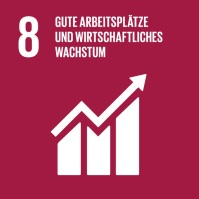 8 GUTE ARBEITSPLÄTZE
UND WIRTSCHAFTLICHES
WACHSTUM